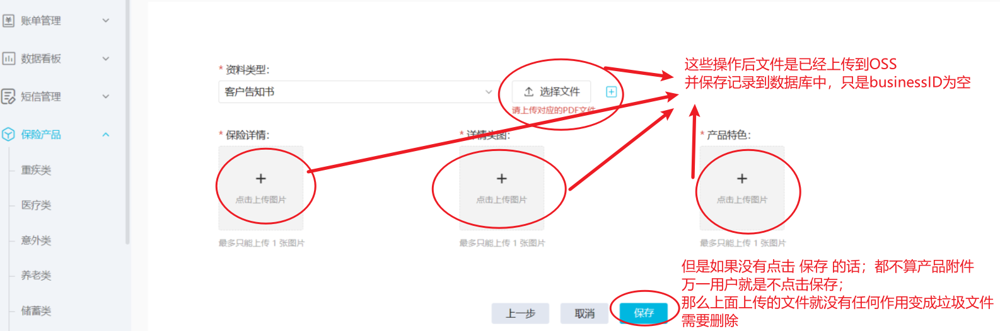 账单管理
数据看板
短信管理
保险产品
重疾类
医疗类
意外类
养老类
储蓄类
* 资料类型:
客户告知书
选择文件
请上传对应的PDF文件
* 保险详情:
点击上传图片
最多只能上传 1 张图片
* 详情头图:
点击上传图片
最多只能上传 1 张图片
* 产品特色:
点击上传图片
最多只能上传 1 张图片
上一步
取消
保存
这些操作后文件是已经上传到OSS
并保存记录到数据库中，只是businessID为空
但是如果没有点击 保存 的话；都不算产品附件
万一用户就是不点击保存；
那么上面上传的文件就没有任何作用变成垃圾文件
需要删除